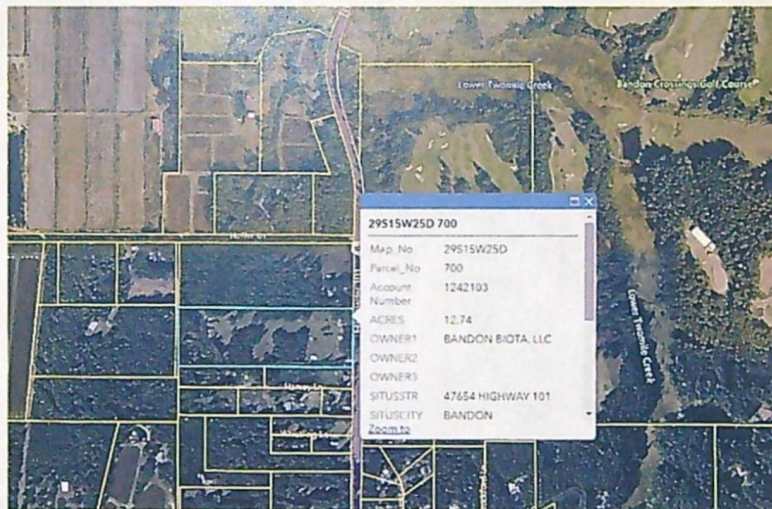 Lower Twomile Creek
Bandon Crossings Golf Course
29S15W25D 700
Map_No 29S15W25D
Parcel_No 700
Account Number 1242103
ACRES 12.74
OWNER1 BANDON BIOTA, LLC
OWNER2
OWNER3
SITUSSTR 47654 HIGHWAY 101
SITUSCITY BANDON
Zoom to
Lower Twomile Creek